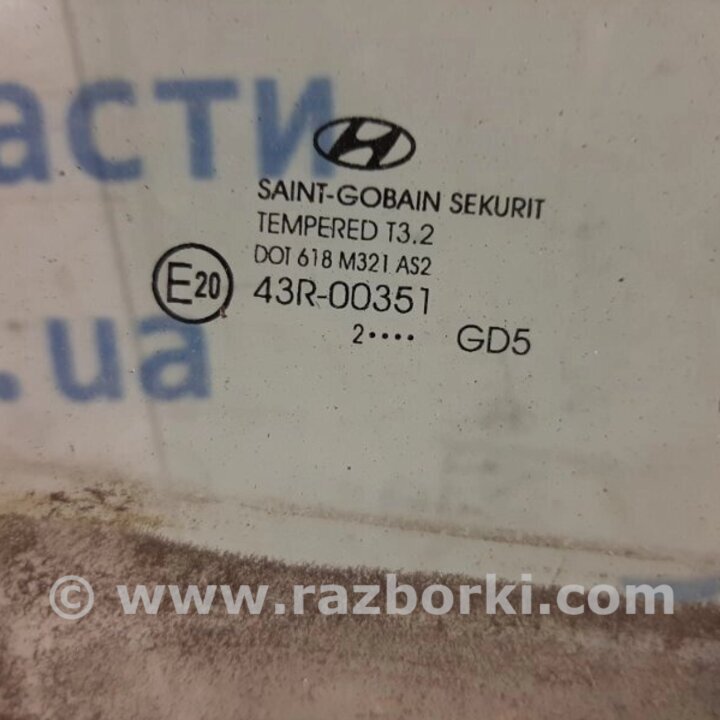 асти
SAINT-GOBAIN SEKURIT
TEMPERED T3.2
DOT 618 M321 AS2
E20 43R-00351
2•••• GD5
.ua
© www.razborki.com